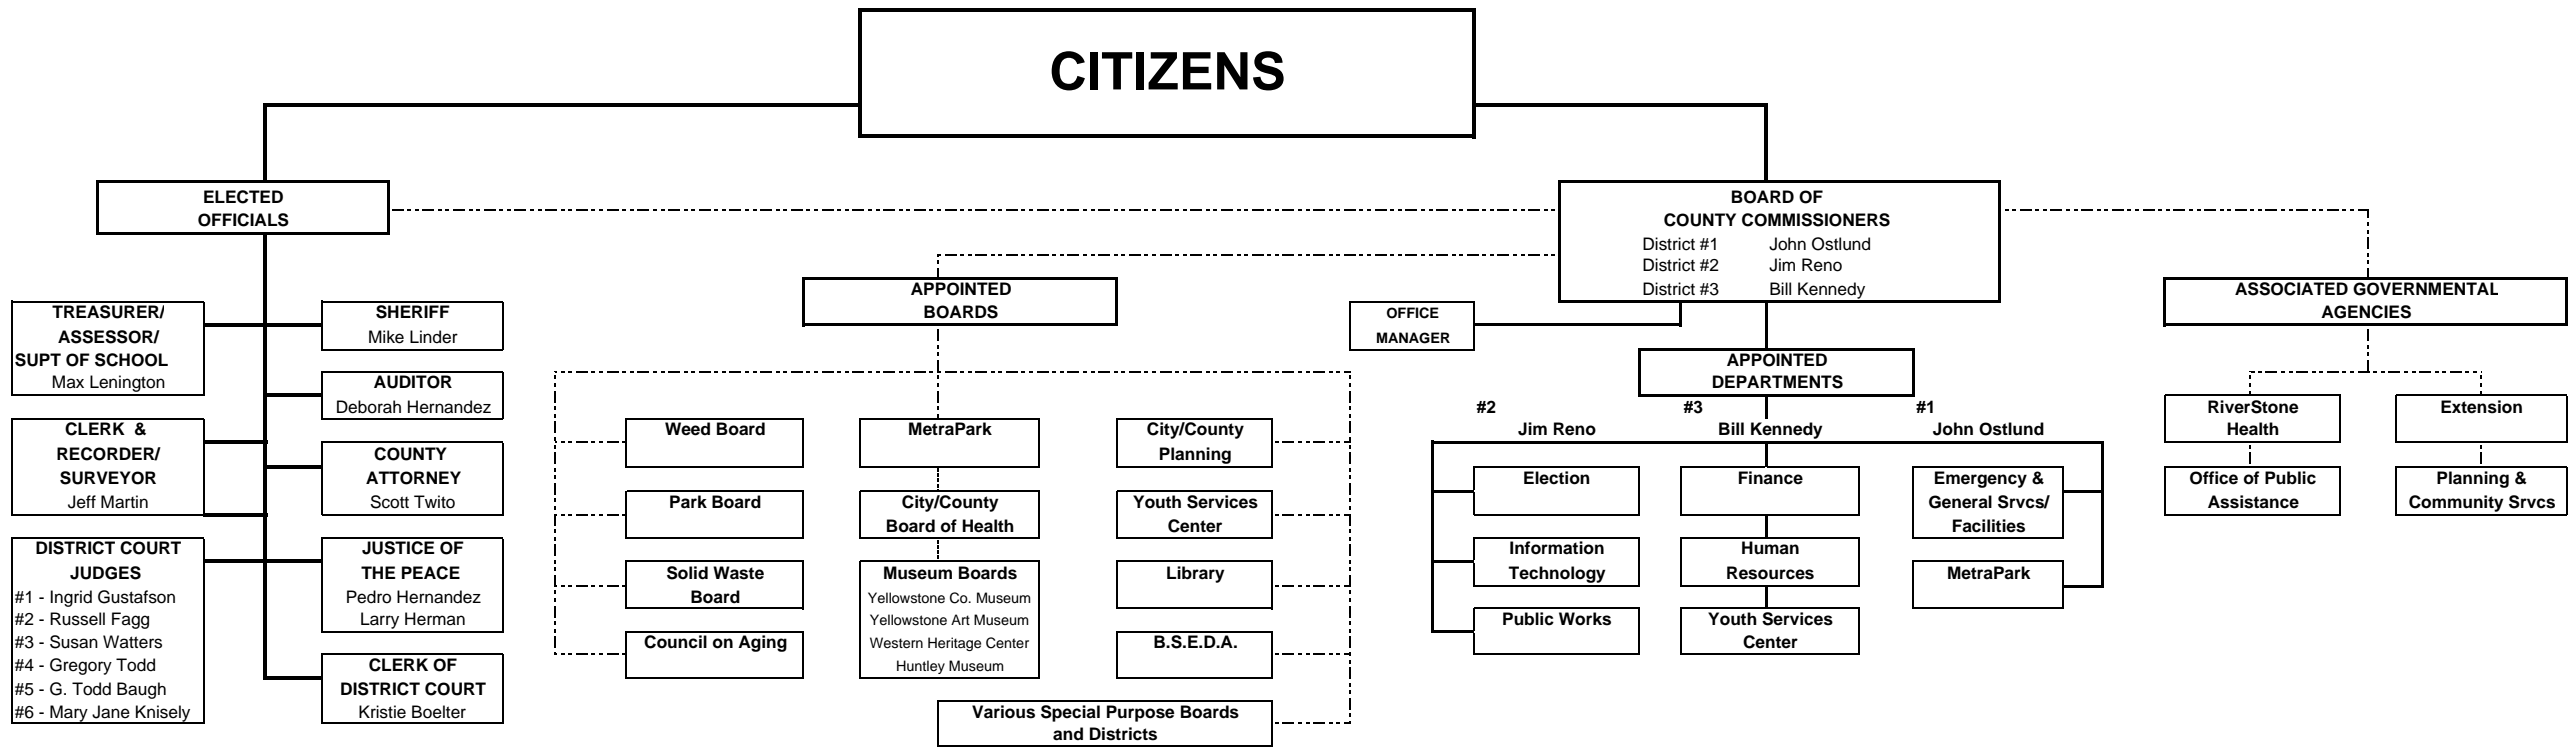 CITIZENS
ELECTED
OFFICIALS
BOARD OF
COUNTY COMMISSIONERS
District #1 John Ostlund
District #2 Jim Reno
District #3 Bill Kennedy
APPOINTED
BOARDS
OFFICE
MANAGER
ASSOCIATED GOVERNMENTAL
AGENCIES
TREASURER/
ASSESSOR/
SUPT OF SCHOOL
Max Lenington
SHERIFF
Mike Linder
AUDITOR
Deborah Hernandez
CLERK & 
RECORDER/
SURVEYOR
Jeff Martin
COUNTY
ATTORNEY
Scott Twito
DISTRICT COURT
JUDGES
#1 - Ingrid Gustafson
#2 - Russell Fagg
#3 - Susan Watters
#4 - Gregory Todd
#5 - G. Todd Baugh
#6 - Mary Jane Knisely
JUSTICE OF
THE PEACE
Pedro Hernandez
Larry Herman
CLERK OF
DISTRICT COURT
Kristie Boelter
Weed Board
Park Board
Solid Waste
Board
Council on Aging
MetraPark
City/County
Board of Health
Museum Boards
Yellowstone Co. Museum
Yellowstone Art Museum
Western Heritage Center
Huntley Museum
City/County
Planning
Youth Services
Center
Library
B.S.E.D.A.
Various Special Purpose Boards
and Districts
APPOINTED
DEPARTMENTS
#2
Jim Reno
#3
Bill Kennedy
#1
John Ostlund
Election
Information
Technology
Public Works
Finance
Human
Resources
Youth Services
Center
Emergency &
General Srvcs/
Facilities
MetraPark
RiverStone
Health
Office of Public
Assistance
Extension
Planning &
Community Srvcs